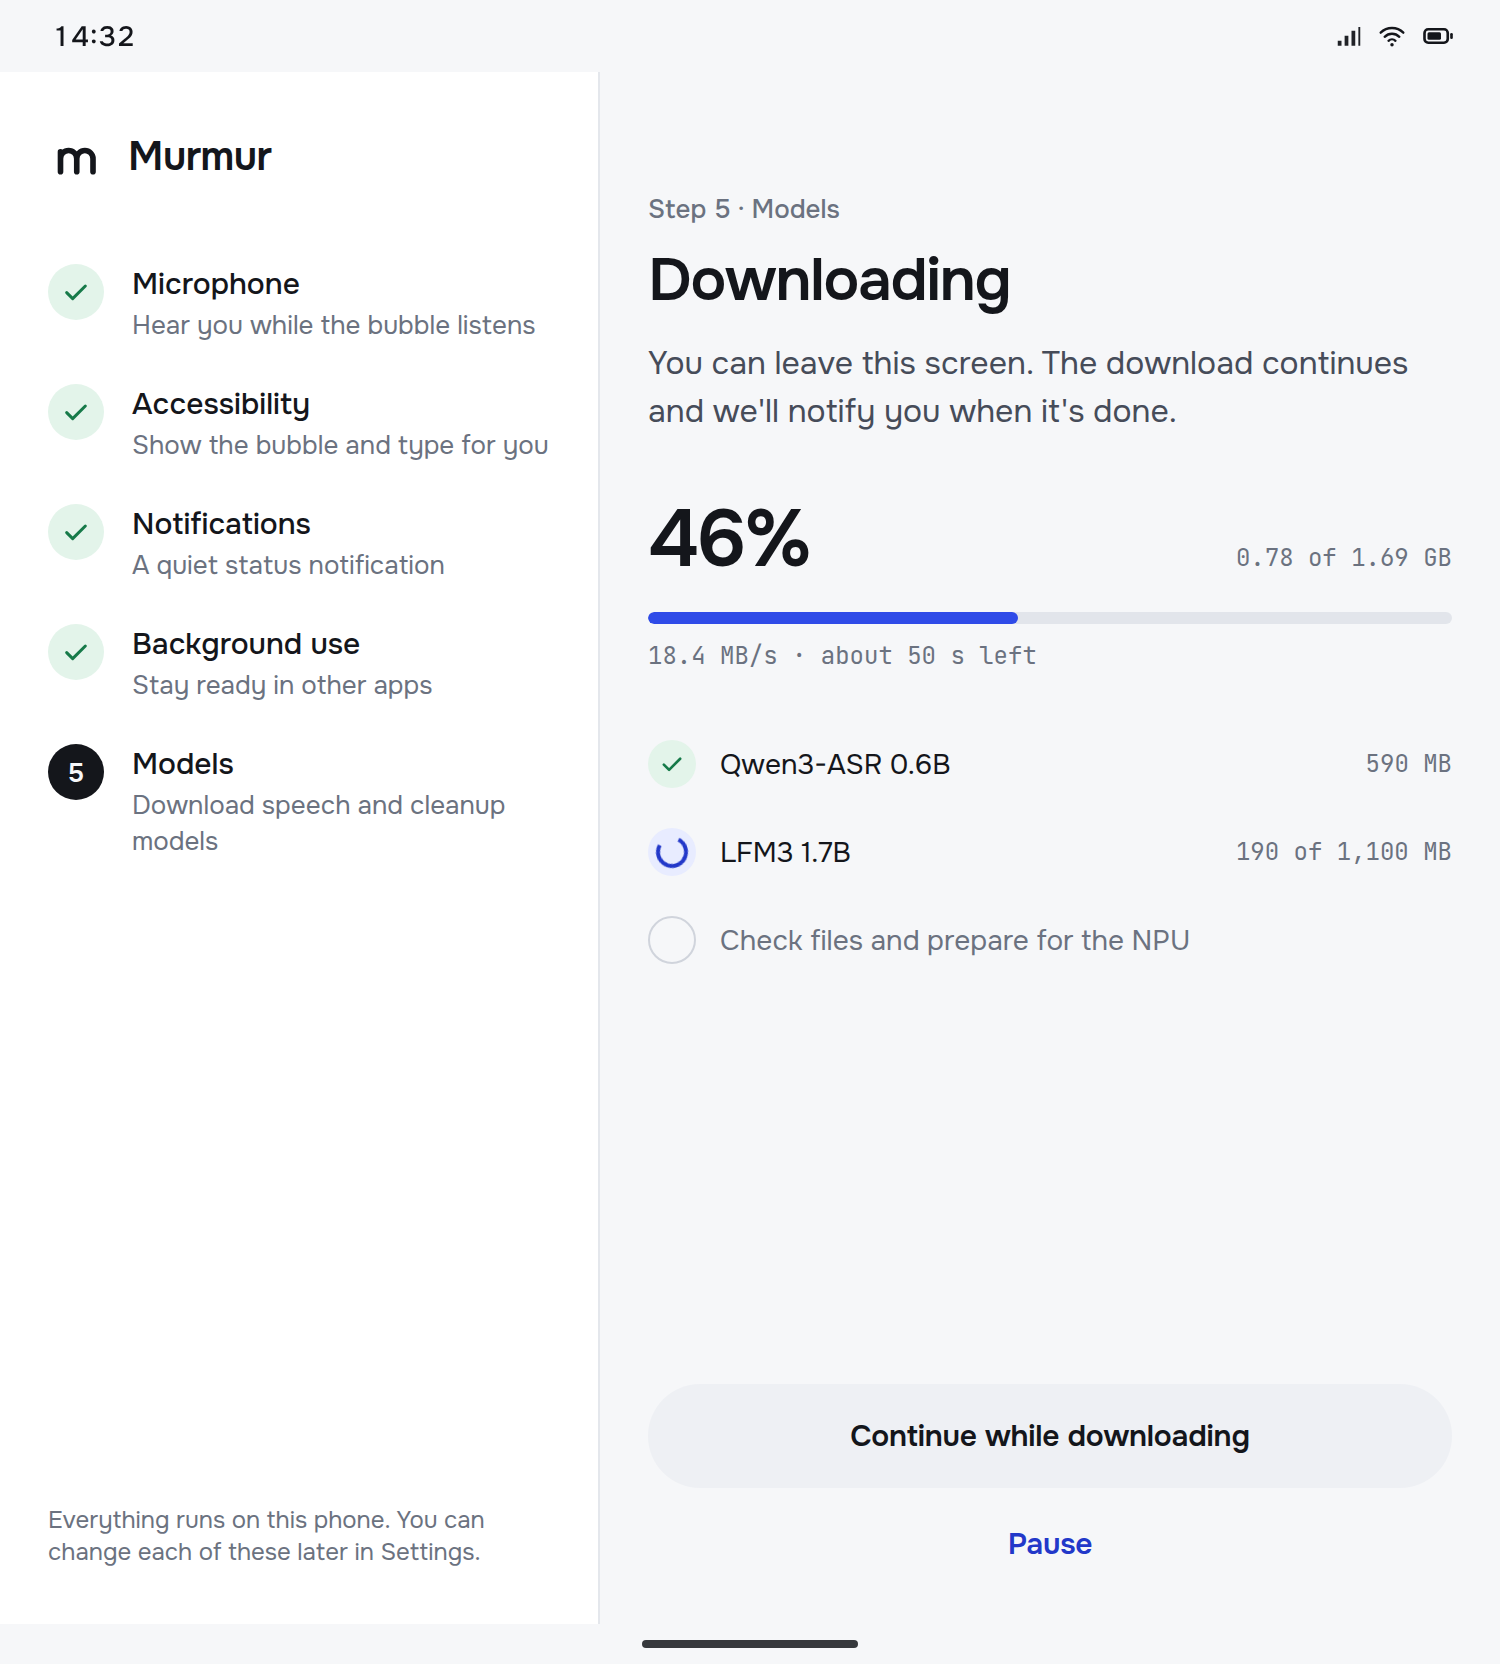 14:32
Murmur
Microphone
Hear you while the bubble listens
Accessibility
Show the bubble and type for you
Notifications
A quiet status notification
Background use
Stay ready in other apps
5
Models
Download speech and cleanup
models
Everything runs on this phone. You can
change each of these later in Settings.
Step 5 · Models
Downloading
You can leave this screen. The download continues
and we'll notify you when it's done.
46%
0.78 of 1.69 GB
18.4 MB/s · about 50 s left
Qwen3-ASR 0.6B
590 MB
LFM3 1.7B
190 of 1,100 MB
Check files and prepare for the NPU
Continue while downloading
Pause